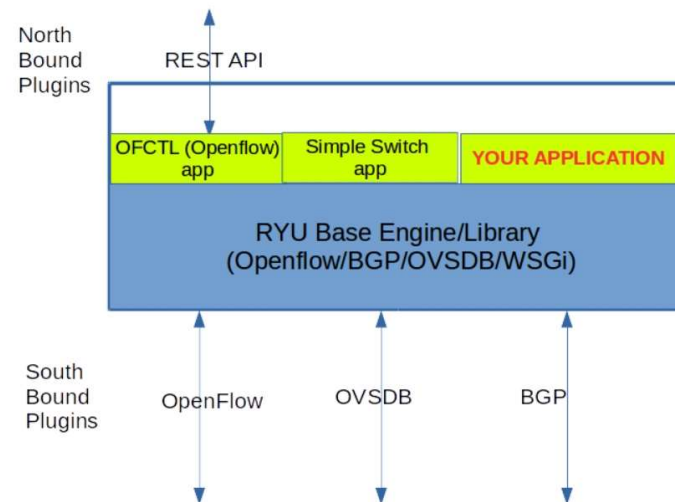 North
Bound
Plugins
REST API
OFCTL (Openflow)
app
Simple Switch
app
YOUR APPLICATION
RYU Base Engine/Library
(Openflow/BGP/OVSDB/WSGi)
South
Bound
Plugins
OpenFlow
OVSDB
BGP